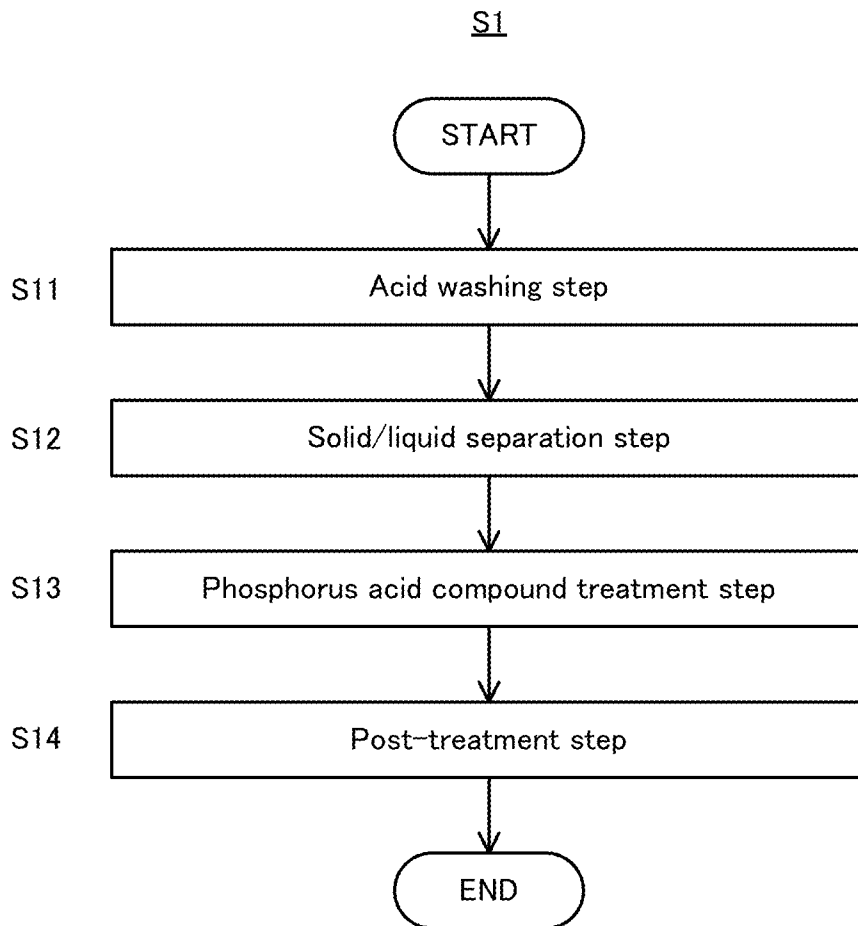 S1
START
S11 Acid washing step
S12 Solid/liquid separation step
S13 Phosphorus acid compound treatment step
S14 Post-treatment step
END